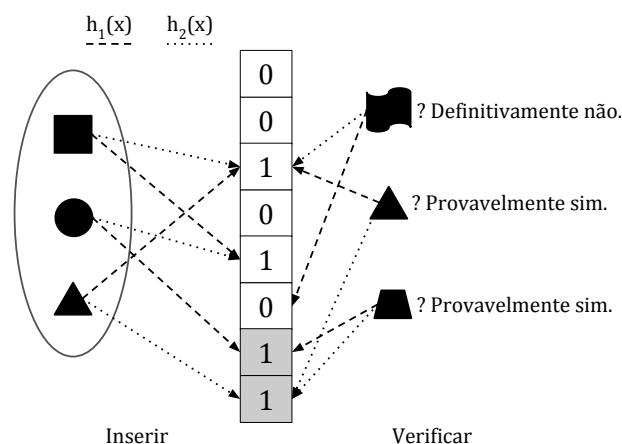 h₁(x) h₂(x)
0
0
1
0
1
0
1
1
? Definitivamente não.
? Provavelmente sim.
? Provavelmente sim.
Inserir
Verificar